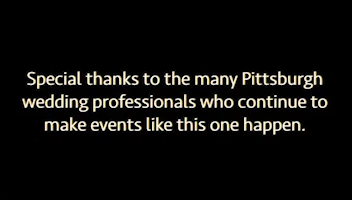 Special thanks to the many Pittsburgh
wedding professionals who continue to
make events like this one happen.